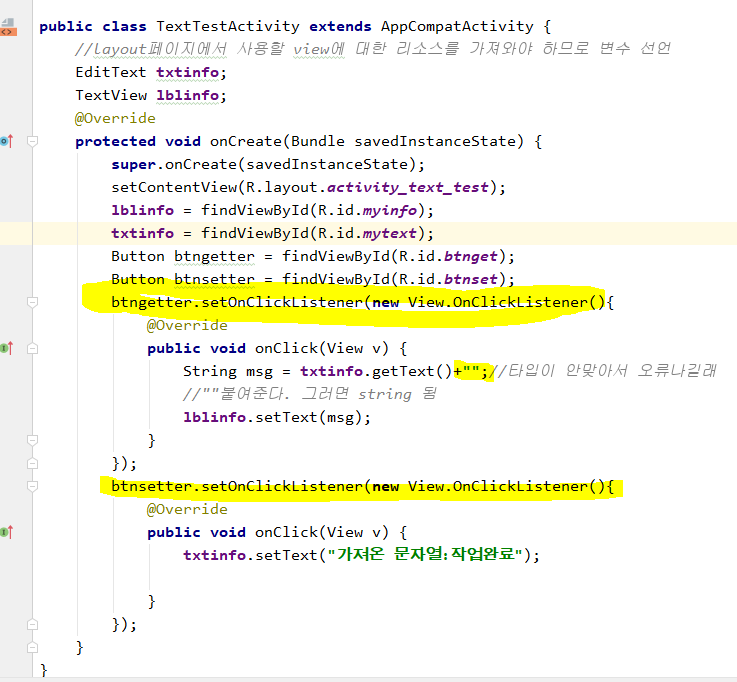 public class TextTestActivity extends AppCompatActivity {
//layout페이지에서 사용할 view에 대한 리소스를 가져와야 하므로 변수 선언
EditText txtinfo;
TextView lblinfo;
@Override
protected void onCreate(Bundle savedInstanceState) {
super.onCreate(savedInstanceState);
setContentView(R.layout.activity_text_test);
lblinfo = findViewById(R.id.myinfo);
txtinfo = findViewById(R.id.mytext);
Button btngetter = findViewById(R.id.btnget);
Button btnsetter = findViewById(R.id.btnset);
btngetter.setOnClickListener(new View.OnClickListener(){
@Override
public void onClick(View v) {
String msg = txtinfo.getText()+"";//타입이 안맞아서 오류나길래
//""붙여준다. 그러면 string 됨
lblinfo.setText(msg);
}
});
btnsetter.setOnClickListener(new View.OnClickListener(){
@Override
public void onClick(View v) {
txtinfo.setText("가져온 문자열:작업완료");
}
});
}
}